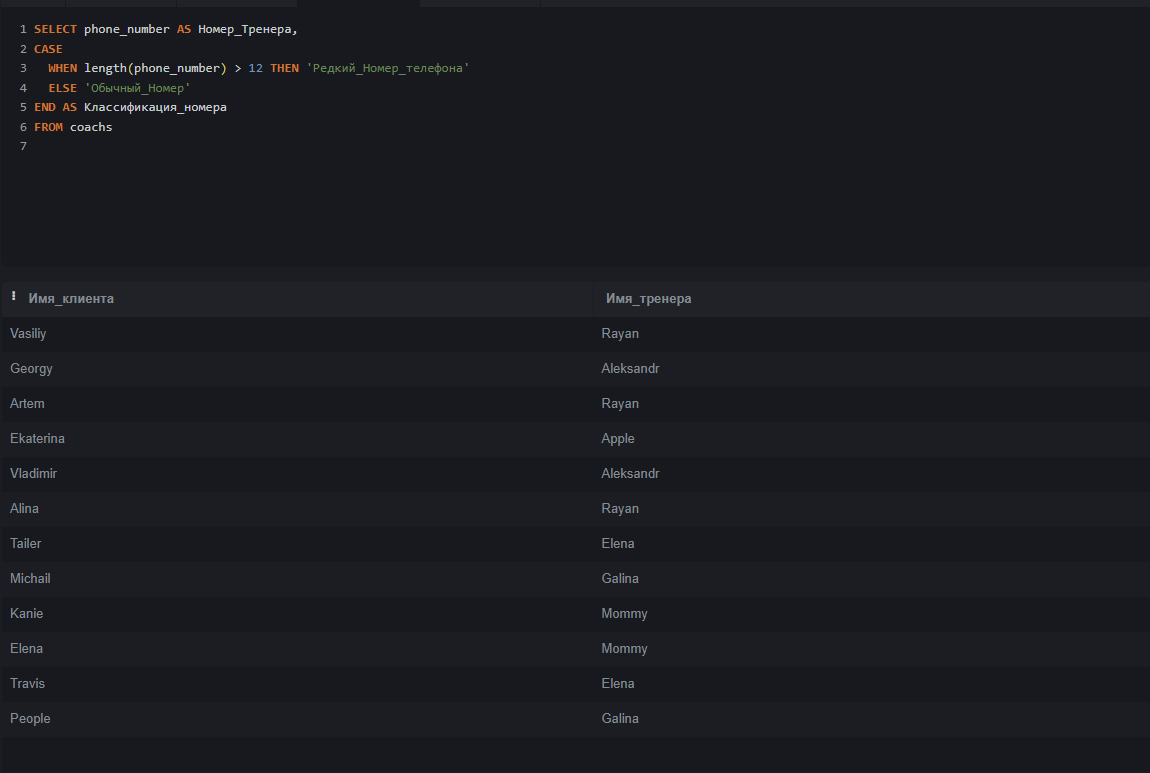 1 SELECT phone_number AS Номер_Тренера,
2 CASE
3 WHEN length(phone_number) > 12 THEN 'Редкий_Номер_телефона'
4 ELSE 'Обычный_Номер'
5 END AS Классификация_номера
6 FROM coachs
7
Имя_клиента Имя_тренера
Vasiliy Rayan
Georgy Aleksandr
Artem Rayan
Ekaterina Apple
Vladimir Aleksandr
Alina Rayan
Tailer Elena
Michail Galina
Kanie Mommy
Elena Mommy
Travis Elena
People Galina